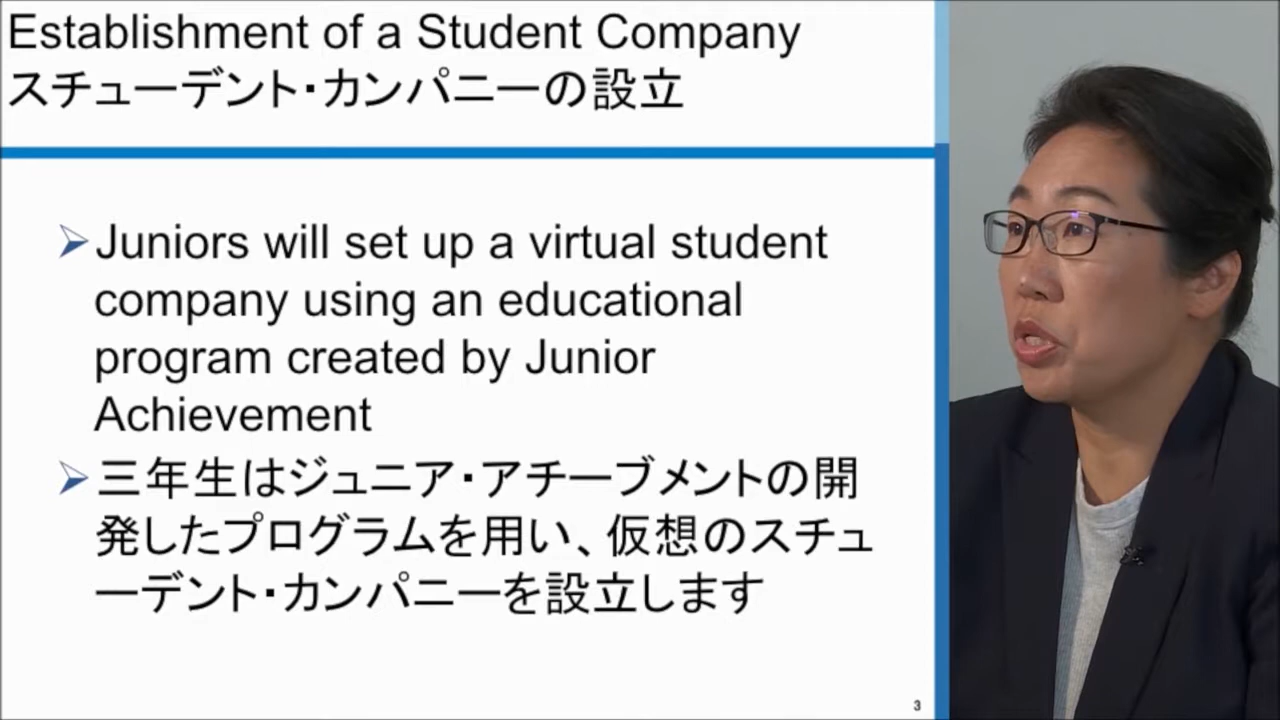 Establishment of a Student Company
スチューデント・カンパニーの設立
Juniors will set up a virtual student
company using an educational
program created by Junior
Achievement
三年生はジュニア・アチーブメントの開
発したプログラムを用い、仮想のスチュ
ーデント・カンパニーを設立します
3